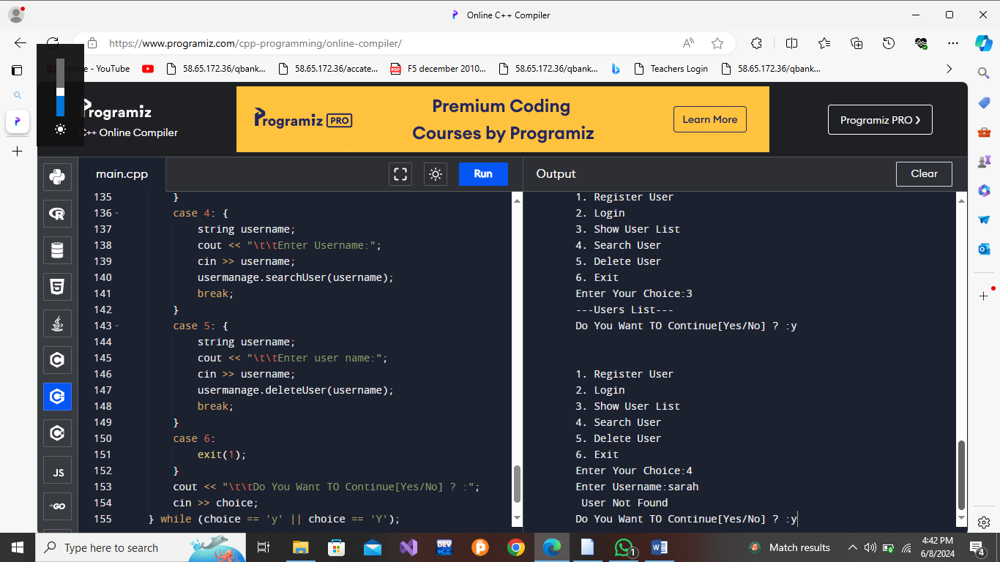 Online C++ Compiler
https://www.programiz.com/cpp-programming/online-compiler/
Home - YouTube
58.65.172.36/qbank...
58.65.172.36/accate...
PDF
F5 december 2010...
58.65.172.36/qbank...
Teachers Login
58.65.172.36/qbank...
Programiz
C++ Online Compiler
Programiz PRO
Premium Coding
Courses by Programiz
Learn More
Programiz PRO ❯
main.cpp
Run
Output
Clear
135 }
136 case 4: {
137 string username;
138 cout << "\t\tEnter Username:";
139 cin >> username;
140 usermanage.searchUser(username);
141 break;
142 }
143 case 5: {
144 string username;
145 cout << "\t\tEnter user name:";
146 cin >> username;
147 usermanage.deleteUser(username);
148 break;
149 }
150 case 6:
151 exit(1);
152 }
153 cout << "\t\tDo You Want TO Continue[Yes/No] ? :";
154 cin >> choice;
155 } while (choice == 'y' || choice == 'Y');
1. Register User
2. Login
3. Show User List
4. Search User
5. Delete User
6. Exit
Enter Your Choice:3
---Users List---
Do You Want TO Continue[Yes/No] ? :y
1. Register User
2. Login
3. Show User List
4. Search User
5. Delete User
6. Exit
Enter Your Choice:4
Enter Username:sarah
User Not Found
Do You Want TO Continue[Yes/No] ? :y
JS
GO
Type here to search
DEV
1
Match results
4:42 PM
6/8/2024
4